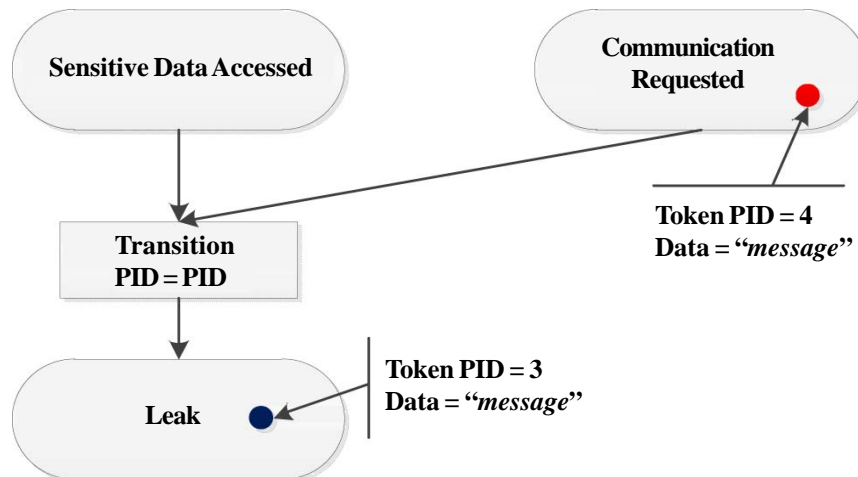 Sensitive Data Accessed
Communication
Requested
Token PID = 4
Data = “message”
Transition
PID = PID
Token PID = 3
Data = “message”
Leak